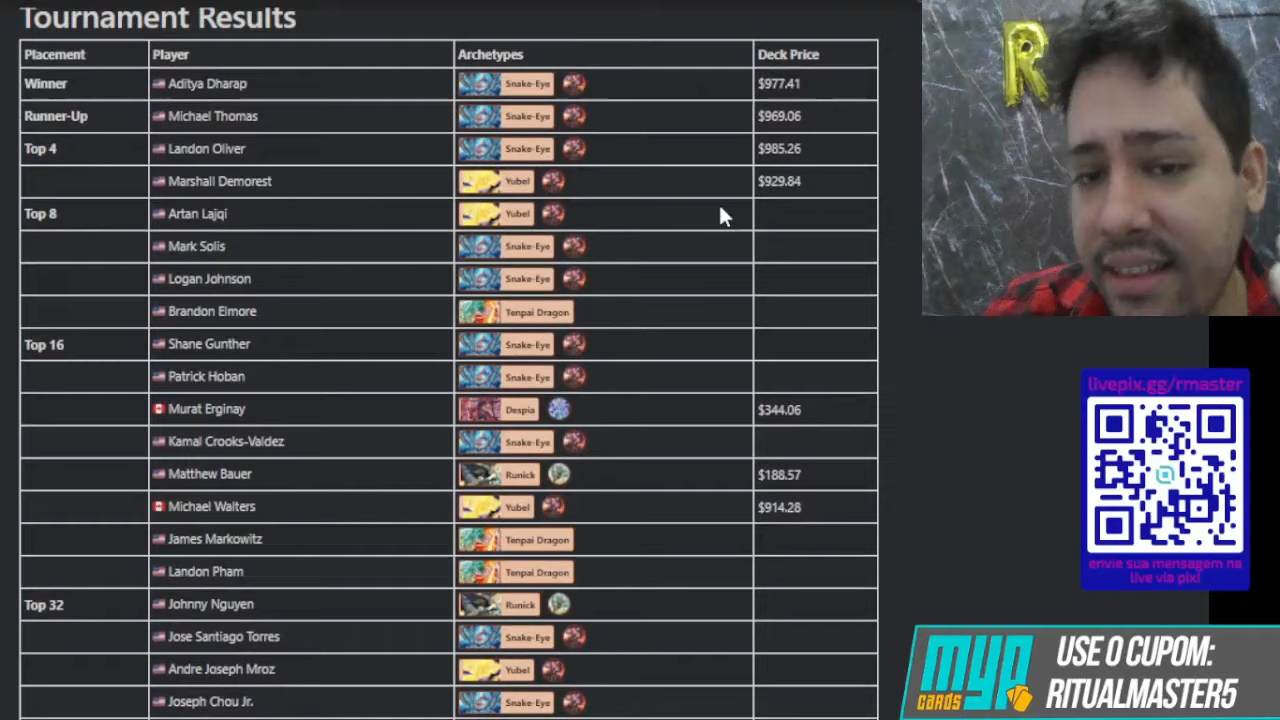 Tournament Results
Placement Player Archetypes Deck Price
Winner Aditya Dharap Snake-Eye $977.41
Runner-Up Michael Thomas Snake-Eye $969.06
Top 4 Landon Oliver Snake-Eye $985.26
Marshall Demorest Yubel $929.84
Top 8 Artan Lajqi Yubel
Mark Solis Snake-Eye
Logan Johnson Snake-Eye
Brandon Elmore Tenpai Dragon
Top 16 Shane Gunther Snake-Eye
Patrick Hoban Snake-Eye
Murat Erginay Despia $344.06
Kamal Crooks-Valdez Snake-Eye
Matthew Bauer Runick $188.57
Michael Walters Yubel $914.28
James Markowitz Tenpai Dragon
Landon Pham Tenpai Dragon
Top 32 Johnny Nguyen Runick
Jose Santiago Torres Snake-Eye
Andre Joseph Mroz Yubel
Joseph Chou Jr. Snake-Eye
R
livepix.gg/rmaster
envie sua mensagem na
live via pix!
MYP
CARDS
USE O CUPOM:
RITUALMASTER5